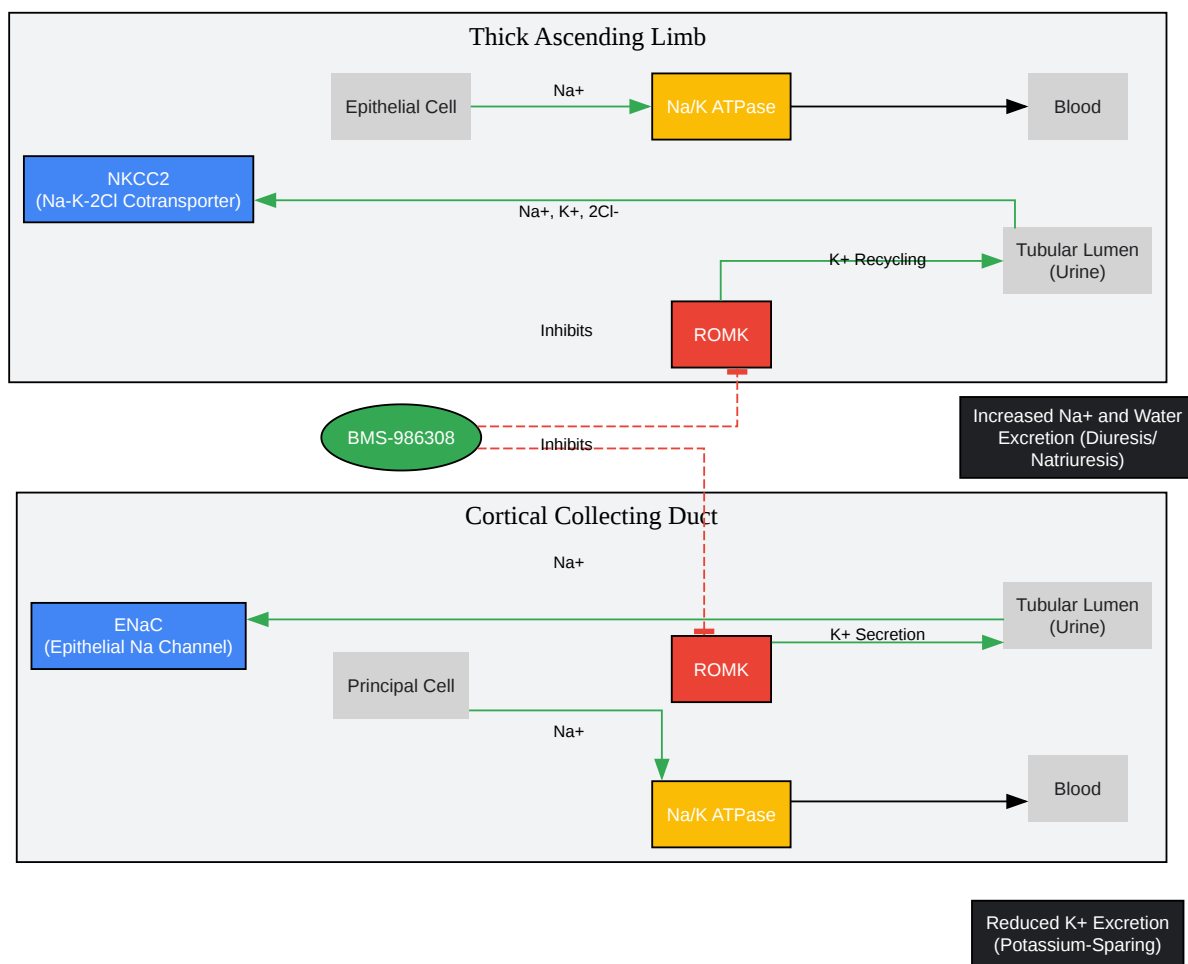 Thick Ascending Limb
Na+
Epithelial Cell
Na/K ATPase
Blood
NKCC2
(Na-K-2Cl Cotransporter)
Na+, K+, 2Cl-
Tubular Lumen
(Urine)
K+ Recycling
Inhibits
ROMK
BMS-986308
Inhibits
Increased Na+ and Water
Excretion (Diuresis/
Natriuresis)
Cortical Collecting Duct
Na+
ENaC
(Epithelial Na Channel)
Tubular Lumen
(Urine)
K+ Secretion
ROMK
Principal Cell
Na+
Na/K ATPase
Blood
Reduced K+ Excretion
(Potassium-Sparing)